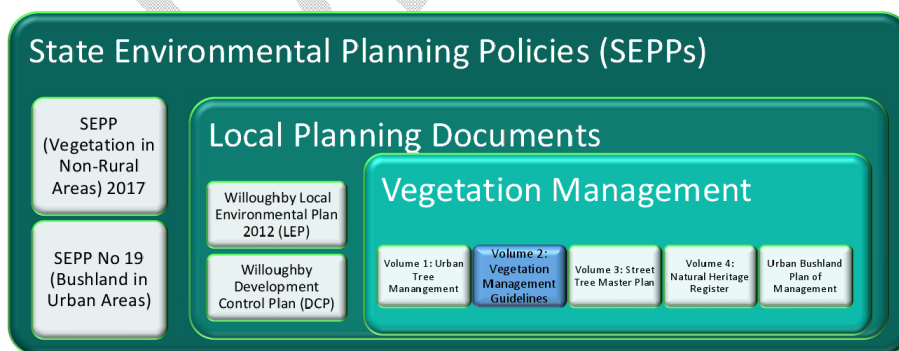 State Environmental Planning Policies (SEPPs)
SEPP
(Vegetation in
Non-Rural
Areas) 2017
SEPP No 19
(Bushland in
Urban Areas)
Local Planning Documents
Willoughby Local
Environmental Plan
2012 (LEP)
Willoughby
Development
Control Plan (DCP)
Vegetation Management
Volume 1: Urban
Tree
Manangement
Volume 2:
Vegetation
Management
Guidelines
Volume 3: Street
Tree Master Plan
Volume 4:
Natural Heritage
Register
Urban Bushland
Plan of
Management